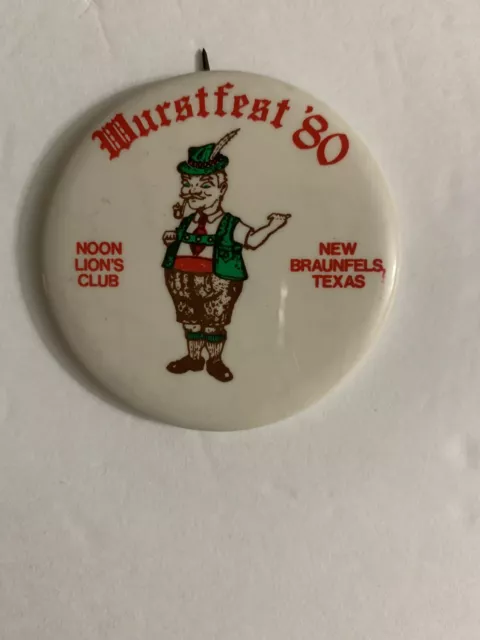 Wurstfest '80
NOON
LION'S
CLUB
NEW
BRAUNFELS,
TEXAS